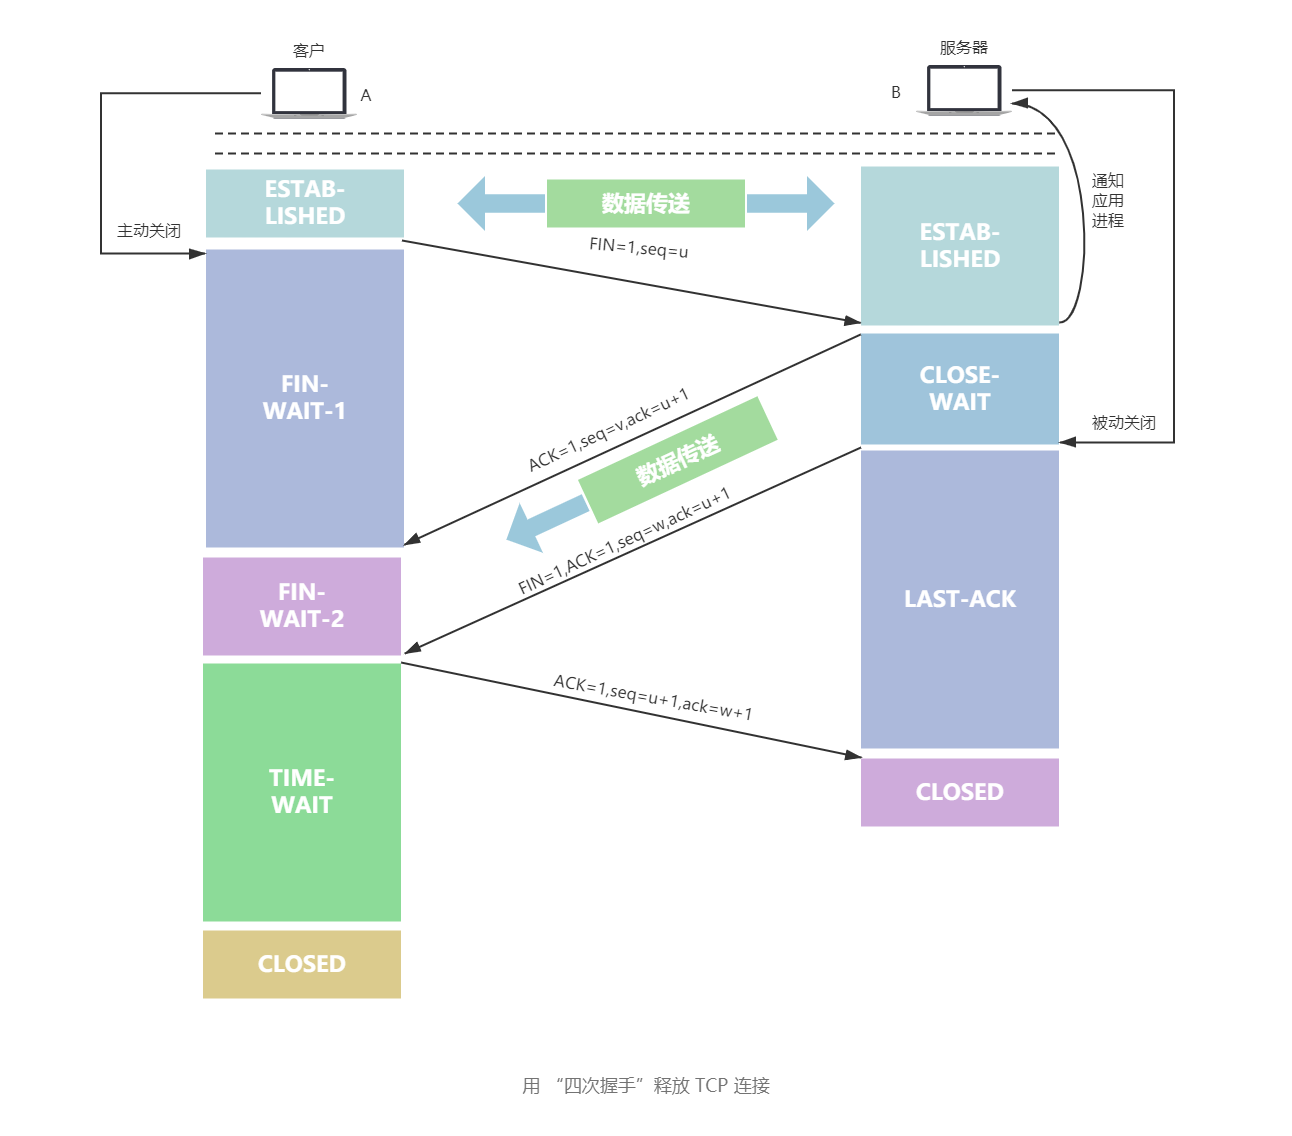 客户
服务器
A
B
ESTAB-
LISHED
数据传送
ESTAB-
LISHED
通知
应用
进程
主动关闭
FIN=1,seq=u
FIN-
WAIT-1
CLOSE-
WAIT
ACK=1,seq=v,ack=u+1
被动关闭
数据传送
FIN=1,ACK=1,seq=w,ack=u+1
FIN-
WAIT-2
LAST-ACK
ACK=1,seq=u+1,ack=w+1
TIME-
WAIT
CLOSED
CLOSED
用 “四次握手”释放 TCP 连接